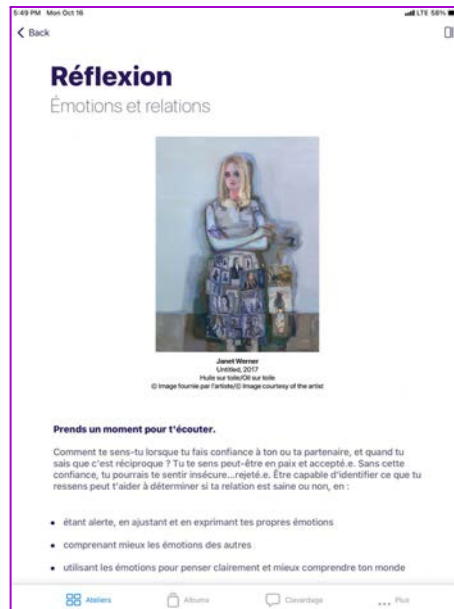 5:49 PM Mon Oct 16
LTE 58%
Back
Réflexion
Émotions et relations
Janet Werner
Untitled, 2017
Huile sur toile/Oil sur toile
© Image fournie par l'artiste/© Image courtesy of the artist
Prends un moment pour t'écouter.
Comment te sens-tu lorsque tu fais confiance à ton ou ta partenaire, et quand tu
sais que c'est réciproque ? Tu te sens peut-être en paix et accepté.e. Sans cette
confiance, tu pourrais te sentir insécure...rejeté.e. Être capable d'identifier ce que tu
ressens peut t'aider à déterminer si ta relation est saine ou non, en :
• étant alerte, en ajustant et en exprimant tes propres émotions
• comprenant mieux les émotions des autres
• utilisant les émotions pour penser clairement et mieux comprendre ton monde
Ateliers
Albums
Clavardage
Plus